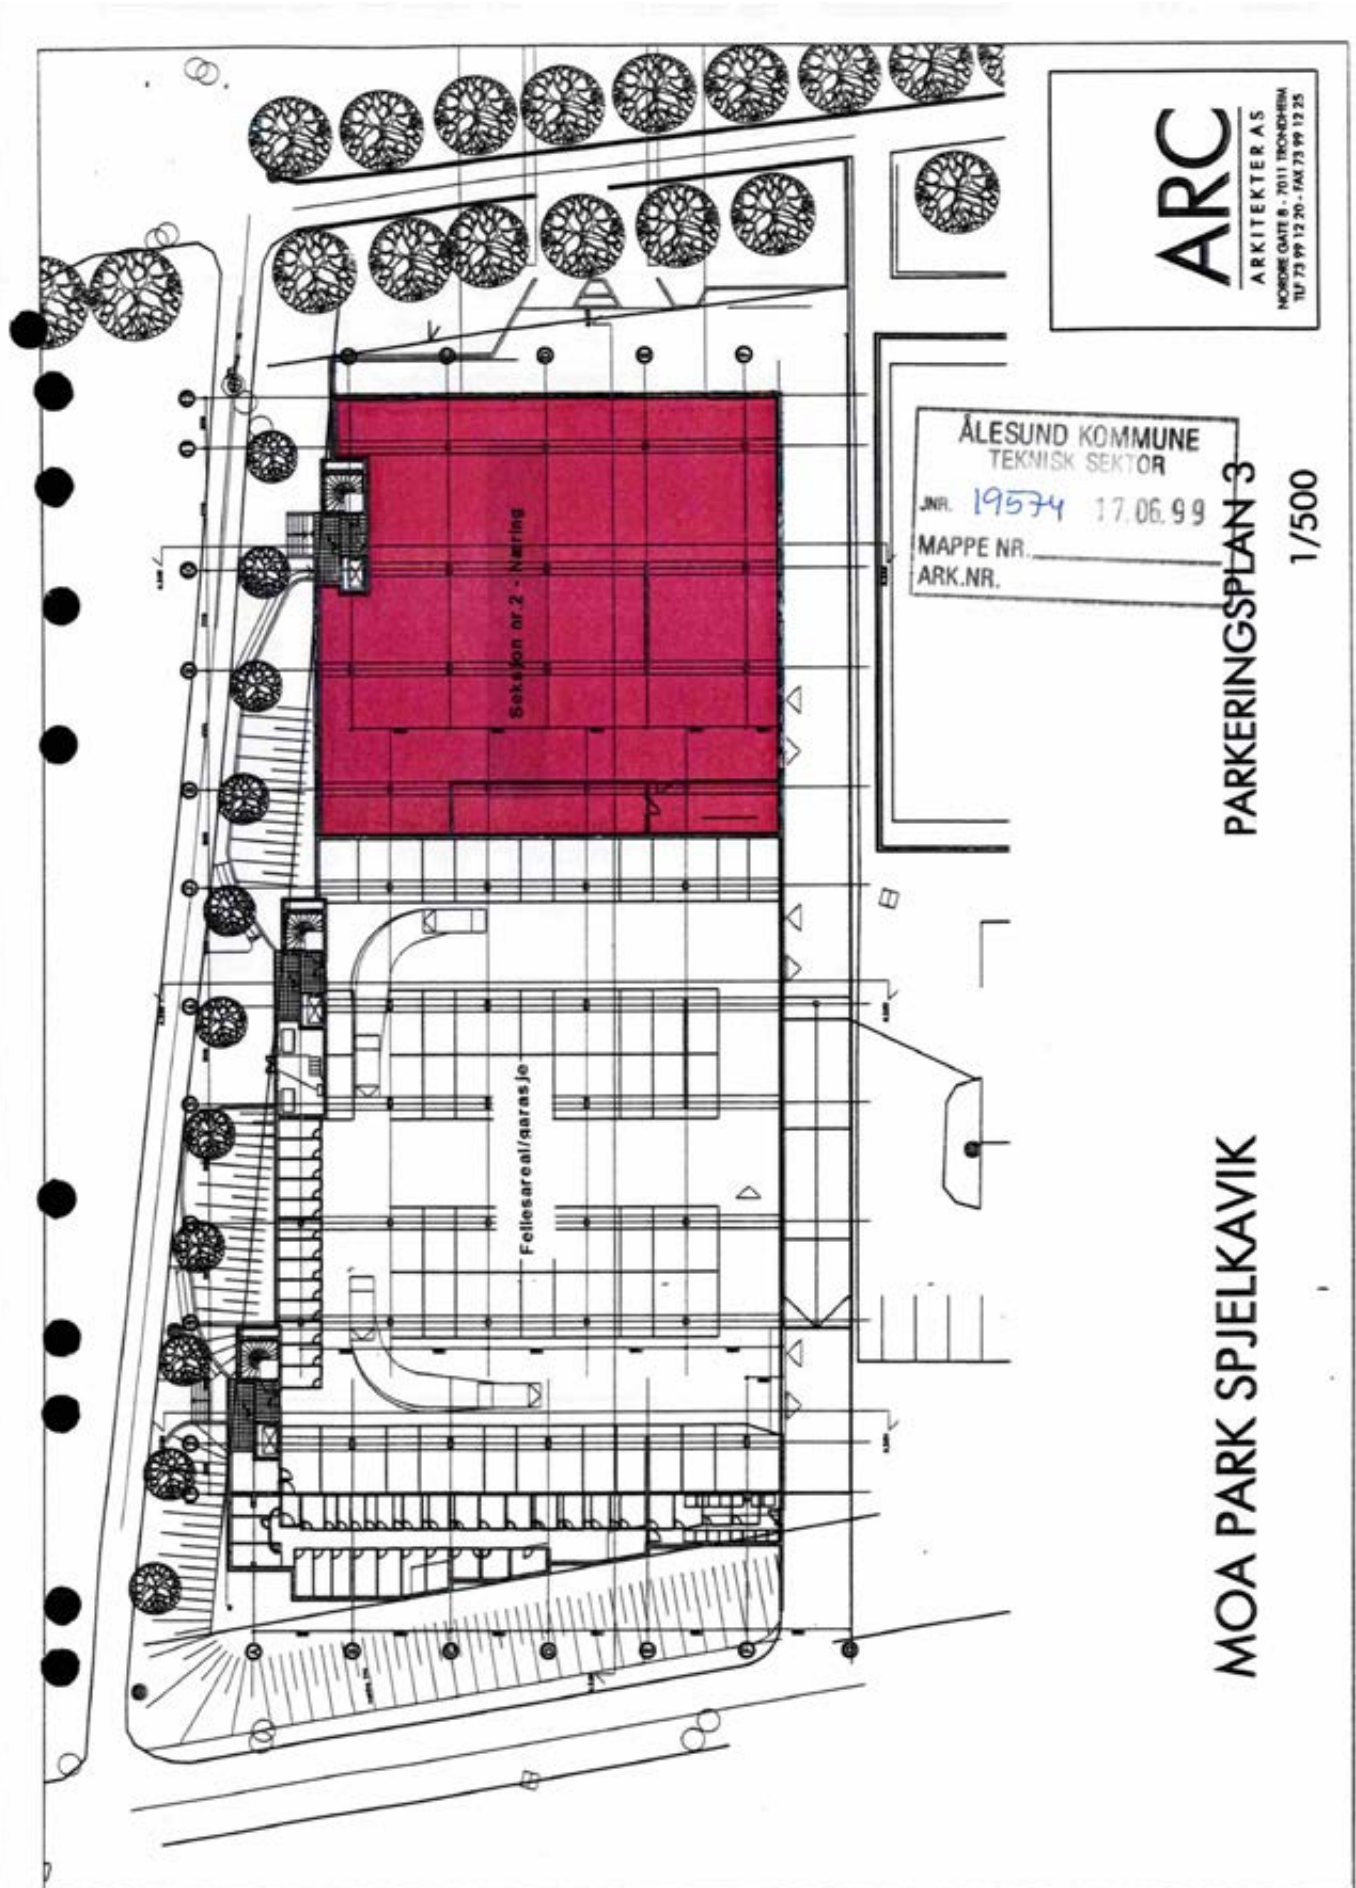 ARC
ARKITEKTER AS
NORDRE GATE 8 - 7011 TRONDHEIM
TLF 73 99 12 20 - FAX 73 99 12 25
ÅLESUND KOMMUNE
TEKNISK SEKTOR
JNR. 19574 17.06.99
MAPPE NR.
ARK.NR.
PARKERINGSPLAN 3
1/500
Seksjon nr.2 - Næring
Fellesareal/garasje
MOA PARK SPJELKAVIK